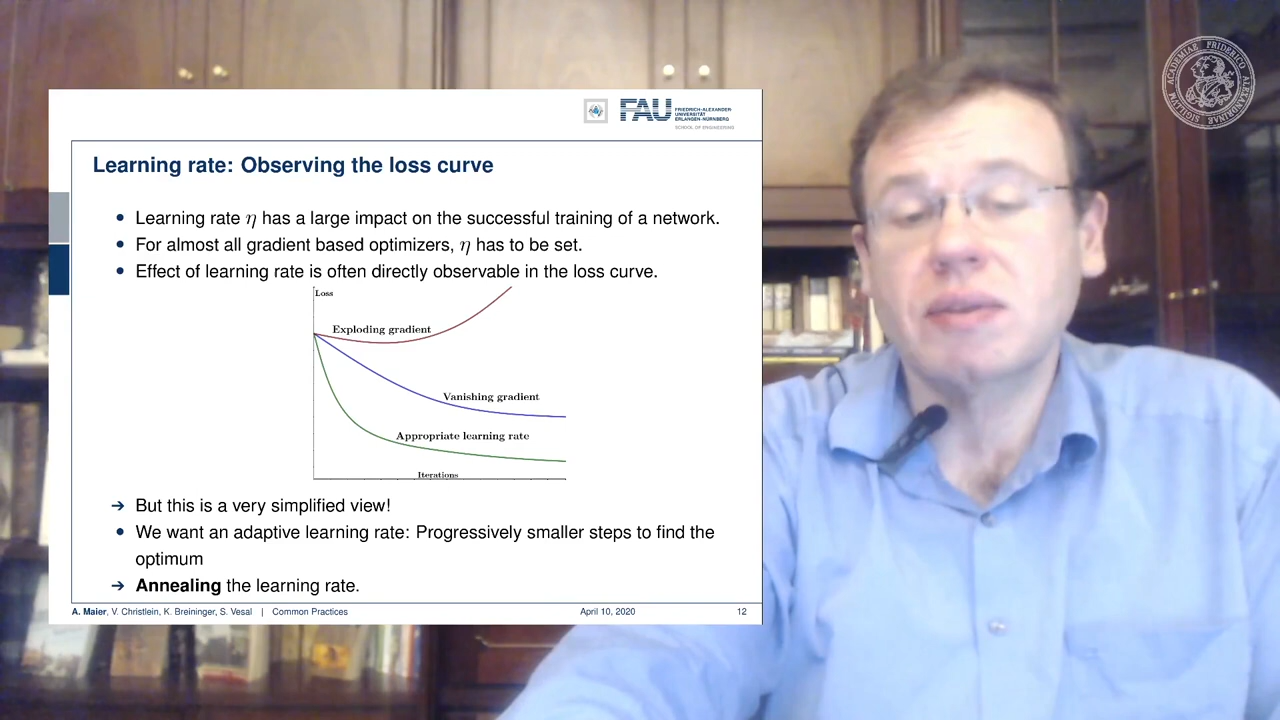 ACADEMIAE FRIDERICO ALEXANDRINAE SIGILLVM
FAU
FRIEDRICH-ALEXANDER
UNIVERSITÄT
ERLANGEN-NÜRNBERG
SCHOOL OF ENGINEERING
Learning rate: Observing the loss curve
• Learning rate η has a large impact on the successful training of a network.
• For almost all gradient based optimizers, η has to be set.
• Effect of learning rate is often directly observable in the loss curve.
Loss
Exploding gradient
Vanishing gradient
Appropriate learning rate
Iterations
→ But this is a very simplified view!
• We want an adaptive learning rate: Progressively smaller steps to find the
optimum
→ Annealing the learning rate.
A. Maier, V. Christlein, K. Breininger, S. Vesal | Common Practices
April 10, 2020
12